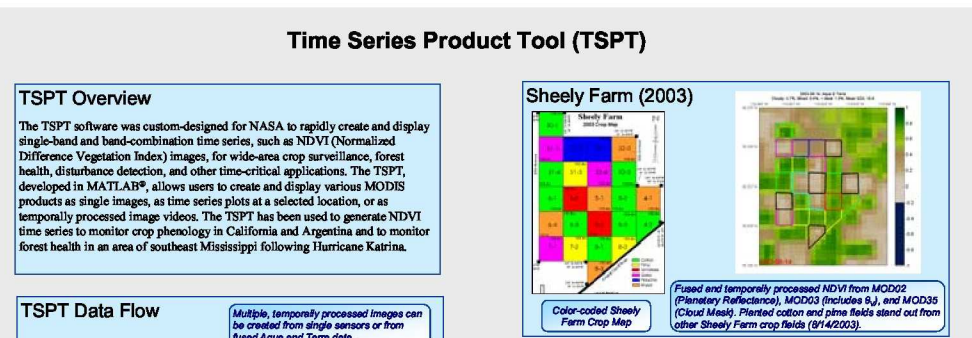 Time Series Product Tool (TSPT)
TSPT Overview
The TSPT software was custom-designed for NASA to rapidly create and display
single-band and band-combination time series, such as NDVI (Normalized
Difference Vegetation Index) images, for wide-area crop surveillance, forest
health, disturbance detection, and other time-critical applications. The TSPT,
developed in MATLAB®, allows users to create and display various MODIS
products as single images, as time series plots at a selected location, or as
temporally processed image videos. The TSPT has been used to generate NDVI
time series to monitor crop phenology in California and Argentina and to monitor
forest health in an area of southeast Mississippi following Hurricane Katrina.
Sheely Farm (2003)
Sheely Farm
2003 Crop Map
Color-coded Sheely
Farm Crop Map
Fused and temporally processed NDVI from MOD02
(Planetary Reflectance), MOD03 (includes θ
), and MOD35
(Cloud Mask). Planted cotton and pime fields stand out from
other Sheely Farm crop fields (8/14/2003).
TSPT Data Flow
Multiple, temporally processed images can
be created from single sensors or from
fused Aqua and Terra data